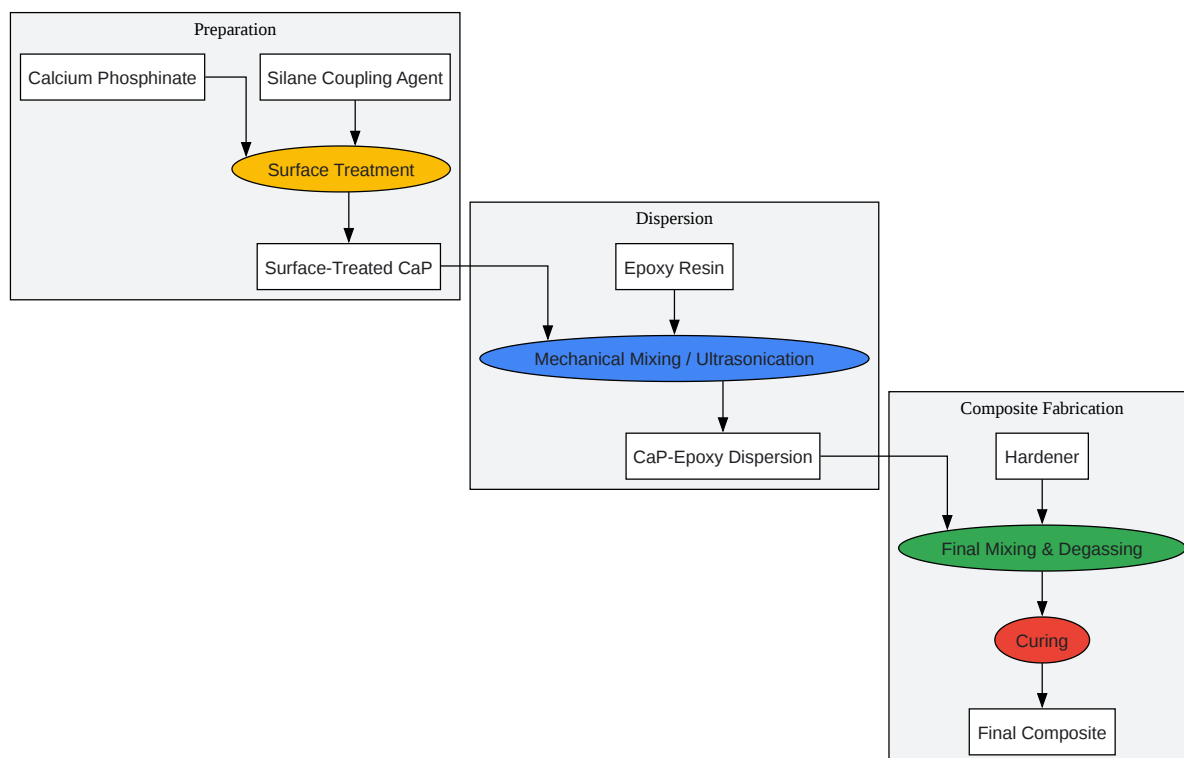 Preparation
Calcium Phosphinate
Silane Coupling Agent
Surface Treatment
Surface-Treated CaP
Dispersion
Epoxy Resin
Mechanical Mixing / Ultrasonication
CaP-Epoxy Dispersion
Composite Fabrication
Hardener
Final Mixing & Degassing
Curing
Final Composite